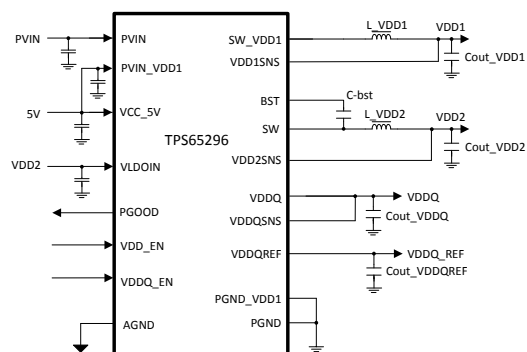 PVIN
PVIN
PVIN_VDD1
5V
VCC_5V
VDD2
VLDOIN
PGOOD
VDD_EN
VDDQ_EN
AGND
TPS65296
SW_VDD1
VDD1SNS
BST
SW
VDD2SNS
VDDQ
VDDQSNS
VDDQREF
PGND_VDD1
PGND
L_VDD1
VDD1
Cout_VDD1
C-bst
L_VDD2
VDD2
Cout_VDD2
VDDQ
Cout_VDDQ
VDDQ_REF
Cout_VDDQREF